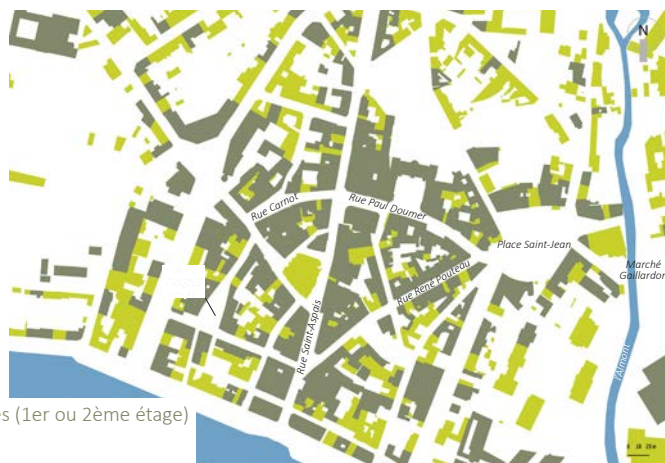 N
Rue Carnot
Rue Paul Doumer
Place Saint-Jean
Marché
Gaillardon
Rue René Pouteau
Rue Saint-Aspais
l'Almont
(1er ou 2ème étage)